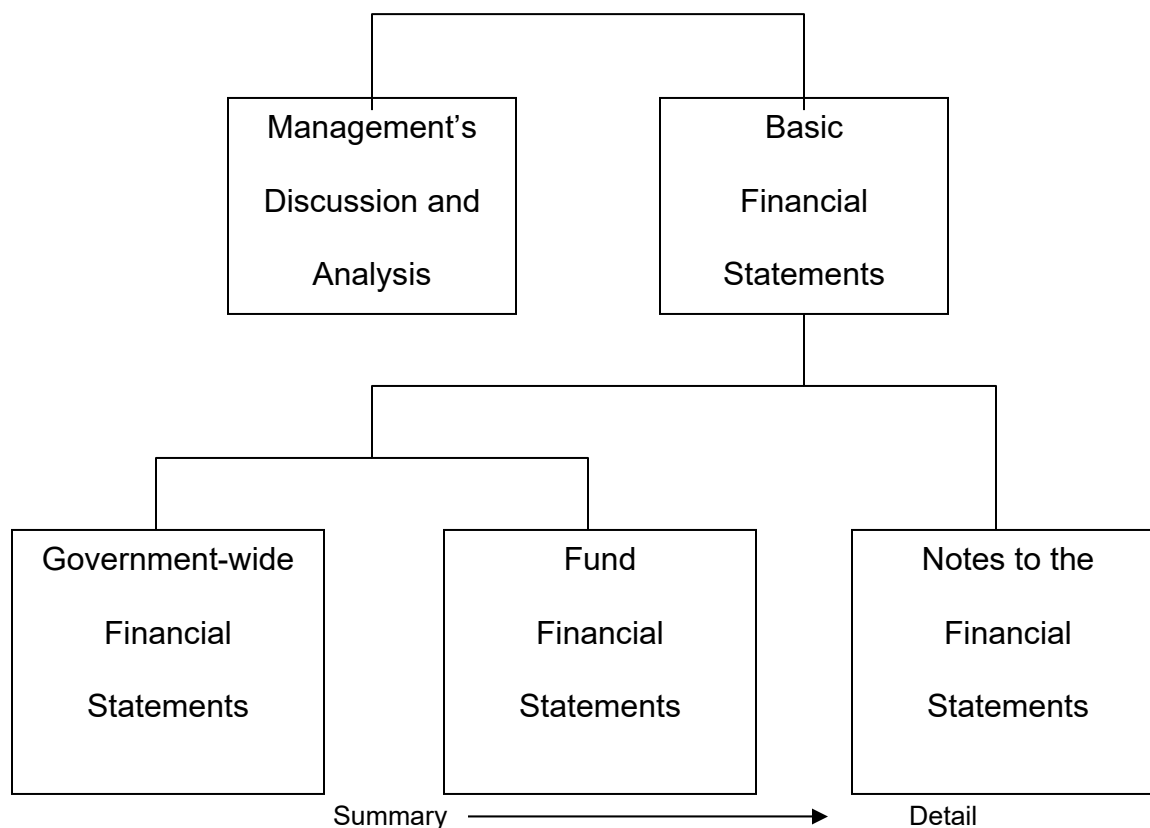 Management’s
Discussion and
Analysis
Basic
Financial
Statements
Government-wide
Financial
Statements
Fund
Financial
Statements
Notes to the
Financial
Statements
Summary
Detail